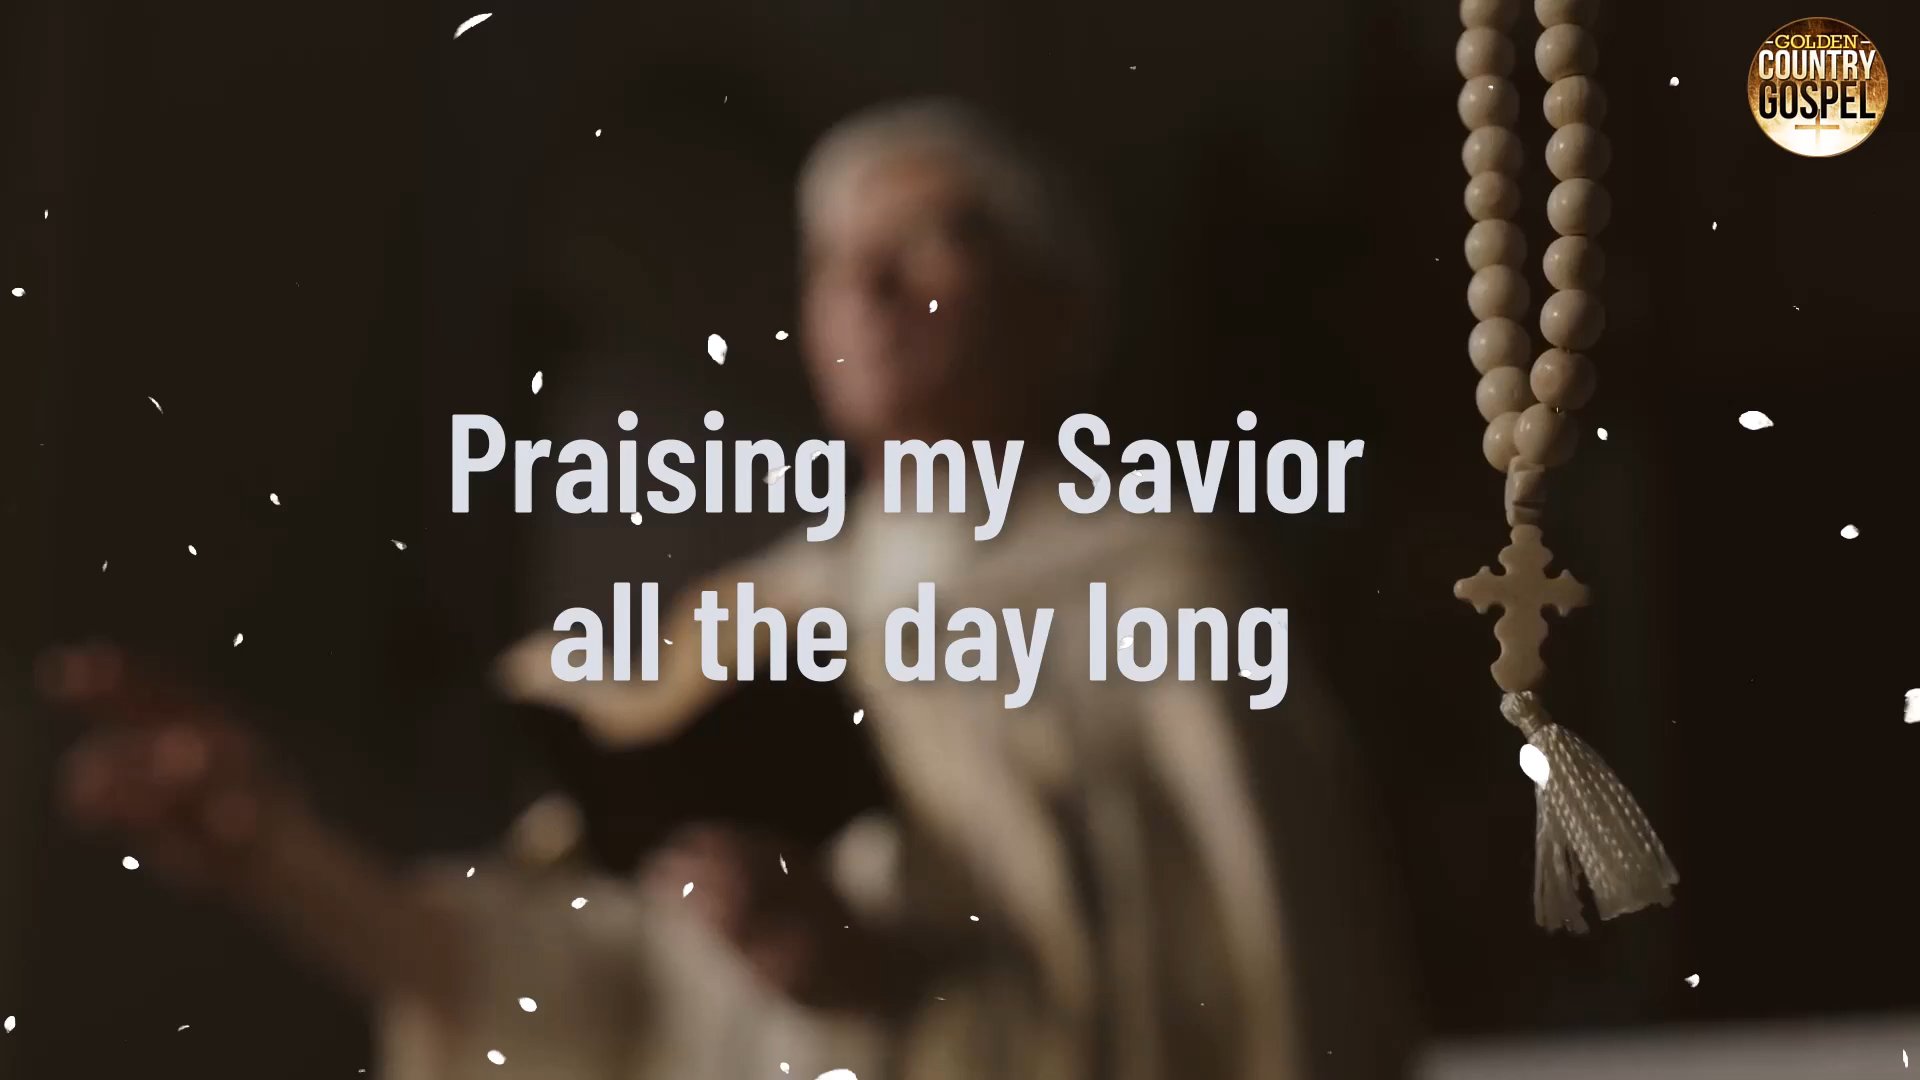 GOLDEN
COUNTRY
GOSPEL
Praising my Savior
all the day long